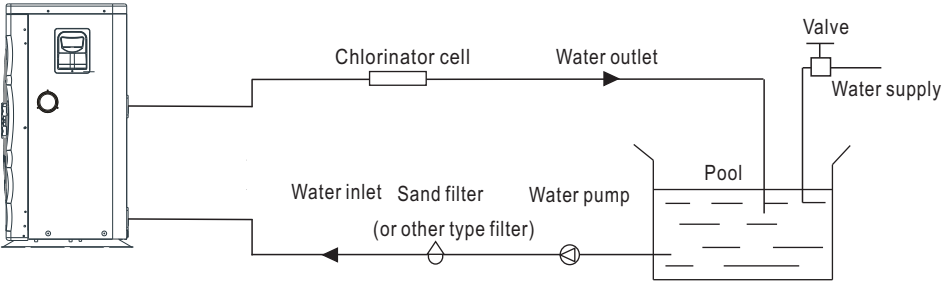 Valve
Chlorinator cell
Water outlet
Water supply
Pool
Water inlet
Sand filter
(or other type filter)
Water pump